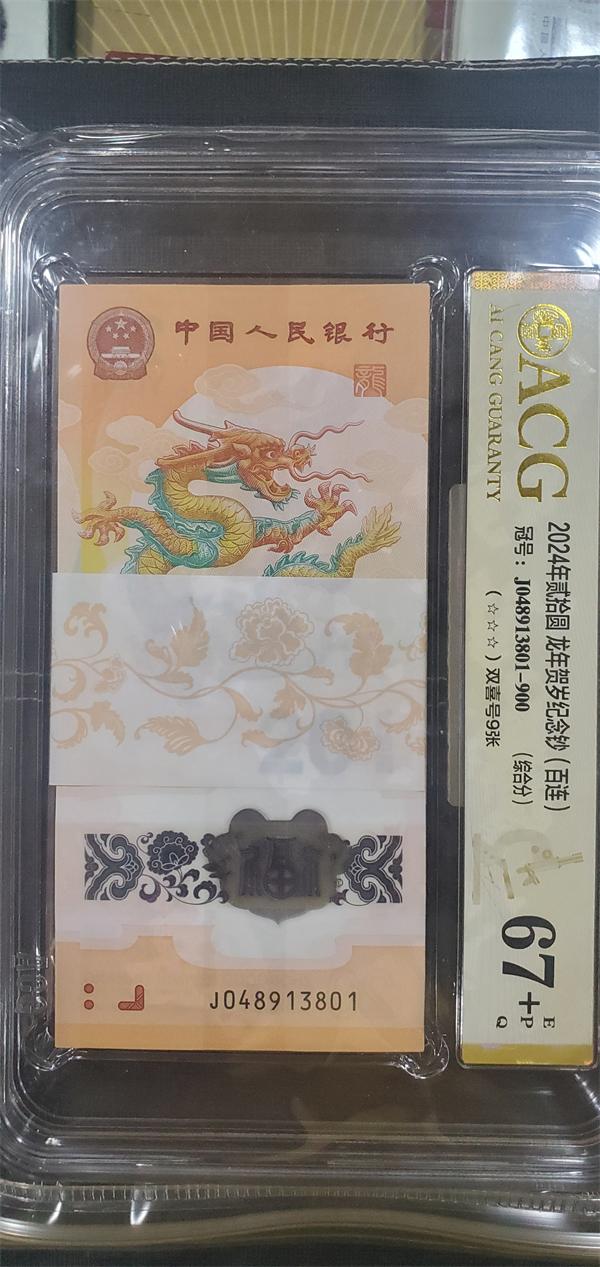 中国人民银行
龍
福
J048913801
ACG
AI CANG GUARANTY
2024年贰拾圆 龙年贺岁纪念钞（百连）
冠号：J048913801-900 （综合分）
（☆☆☆）双喜号9张
67+
E
P
Q